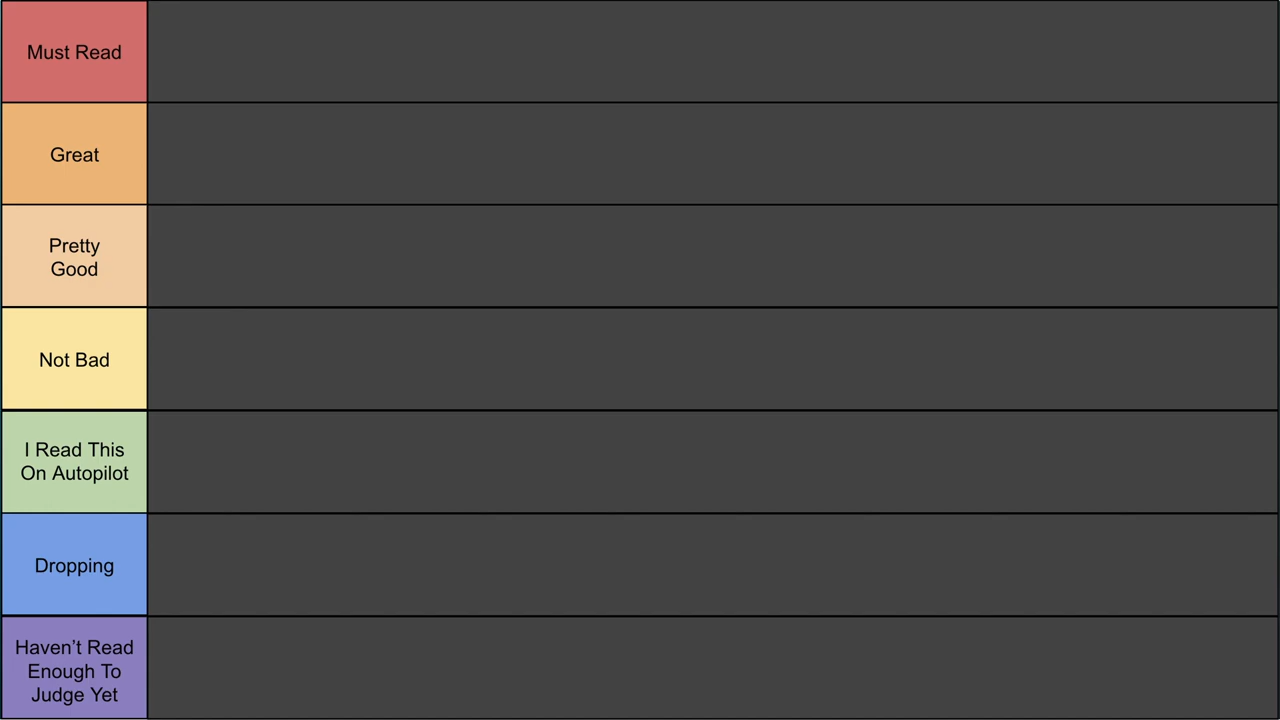 Must Read
Great
Pretty
Good
Not Bad
I Read This
On Autopilot
Dropping
Haven’t Read
Enough To
Judge Yet